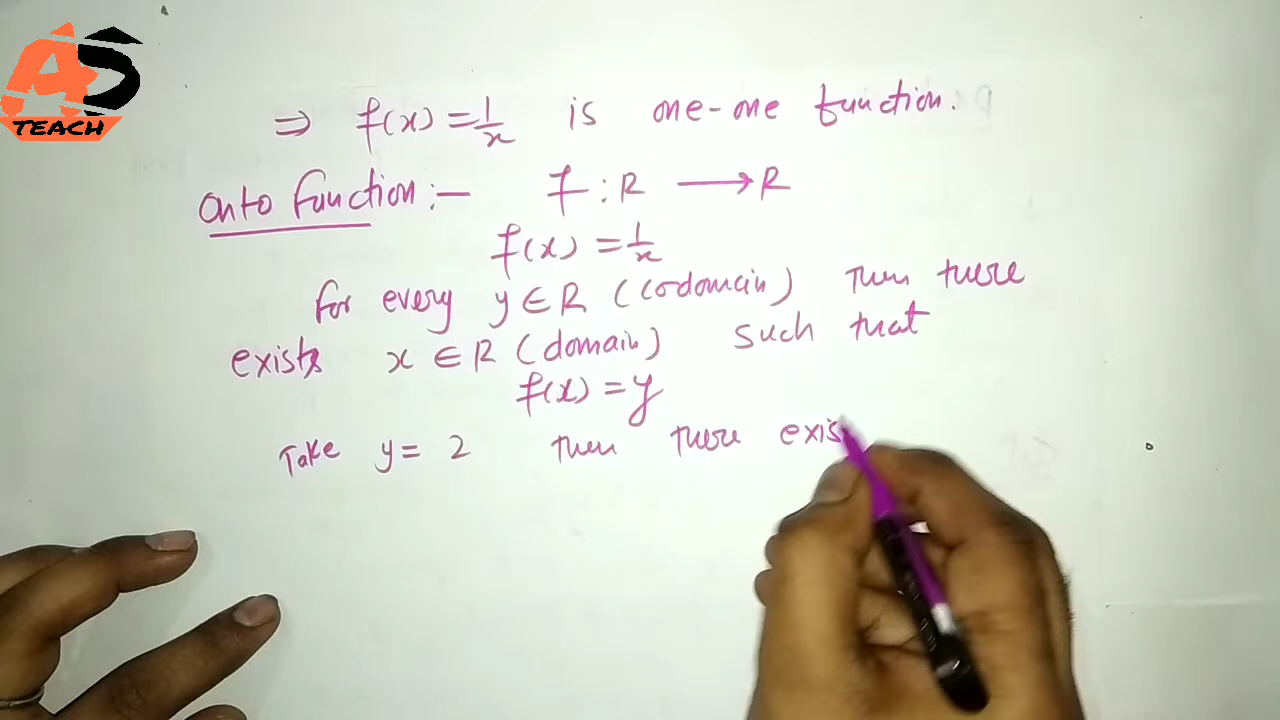 AS
TEACH
⇒ f(x) = 1/x is one-one function.
Onto function :- f : R ⟶ R
f(x) = 1/x
for every y ∈ R (codomain) then there
exists x ∈ R (domain) such that
f(x) = y
Take y = 2 then there exis